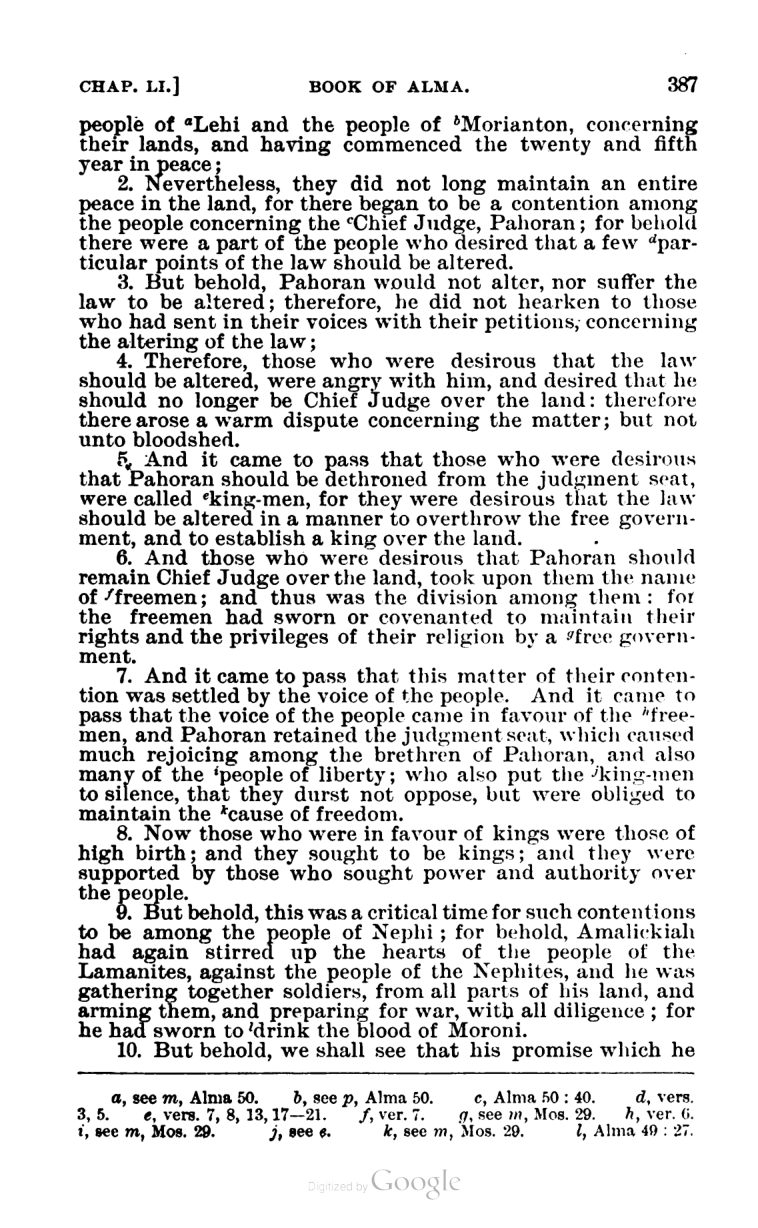 CHAP. LI.] BOOK OF ALMA. 387
people of ᵃLehi and the people of ᵇMorianton, concerning
their lands, and having commenced the twenty and fifth
year in peace;
2. Nevertheless, they did not long maintain an entire
peace in the land, for there began to be a contention among
the people concerning the ᶜChief Judge, Pahoran; for behold
there were a part of the people who desired that a few ᵈpar-
ticular points of the law should be altered.
3. But behold, Pahoran would not alter, nor suffer the
law to be altered; therefore, he did not hearken to those
who had sent in their voices with their petitions, concerning
the altering of the law;
4. Therefore, those who were desirous that the law
should be altered, were angry with him, and desired that he
should no longer be Chief Judge over the land: therefore
there arose a warm dispute concerning the matter; but not
unto bloodshed.
5. And it came to pass that those who were desirous
that Pahoran should be dethroned from the judgment seat,
were called ᵉking-men, for they were desirous that the law
should be altered in a manner to overthrow the free govern-
ment, and to establish a king over the land.
6. And those who were desirous that Pahoran should
remain Chief Judge over the land, took upon them the name
of ᶠfreemen; and thus was the division among them: for
the freemen had sworn or covenanted to maintain their
rights and the privileges of their religion by a ᵍfree govern-
ment.
7. And it came to pass that this matter of their conten-
tion was settled by the voice of the people. And it came to
pass that the voice of the people came in favour of the ʰfree-
men, and Pahoran retained the judgment seat, which caused
much rejoicing among the brethren of Pahoran, and also
many of the ⁱpeople of liberty; who also put the ʲking-men
to silence, that they durst not oppose, but were obliged to
maintain the ᵏcause of freedom.
8. Now those who were in favour of kings were those of
high birth; and they sought to be kings; and they were
supported by those who sought power and authority over
the people.
9. But behold, this was a critical time for such contentions
to be among the people of Nephi; for behold, Amalickiah
had again stirred up the hearts of the people of the
Lamanites, against the people of the Nephites, and he was
gathering together soldiers, from all parts of his land, and
arming them, and preparing for war, with all diligence; for
he had sworn to ˡdrink the blood of Moroni.
10. But behold, we shall see that his promise which he
a, see m, Alma 50. b, see p, Alma 50. c, Alma 50 : 40. d, vers.
3, 5. e, vers. 7, 8, 13, 17—21. f, ver. 7. g, see m, Mos. 29. h, ver. 6.
i, see m, Mos. 29. j, see e. k, see m, Mos. 29. l, Alma 49 : 27.
Digitized by Google